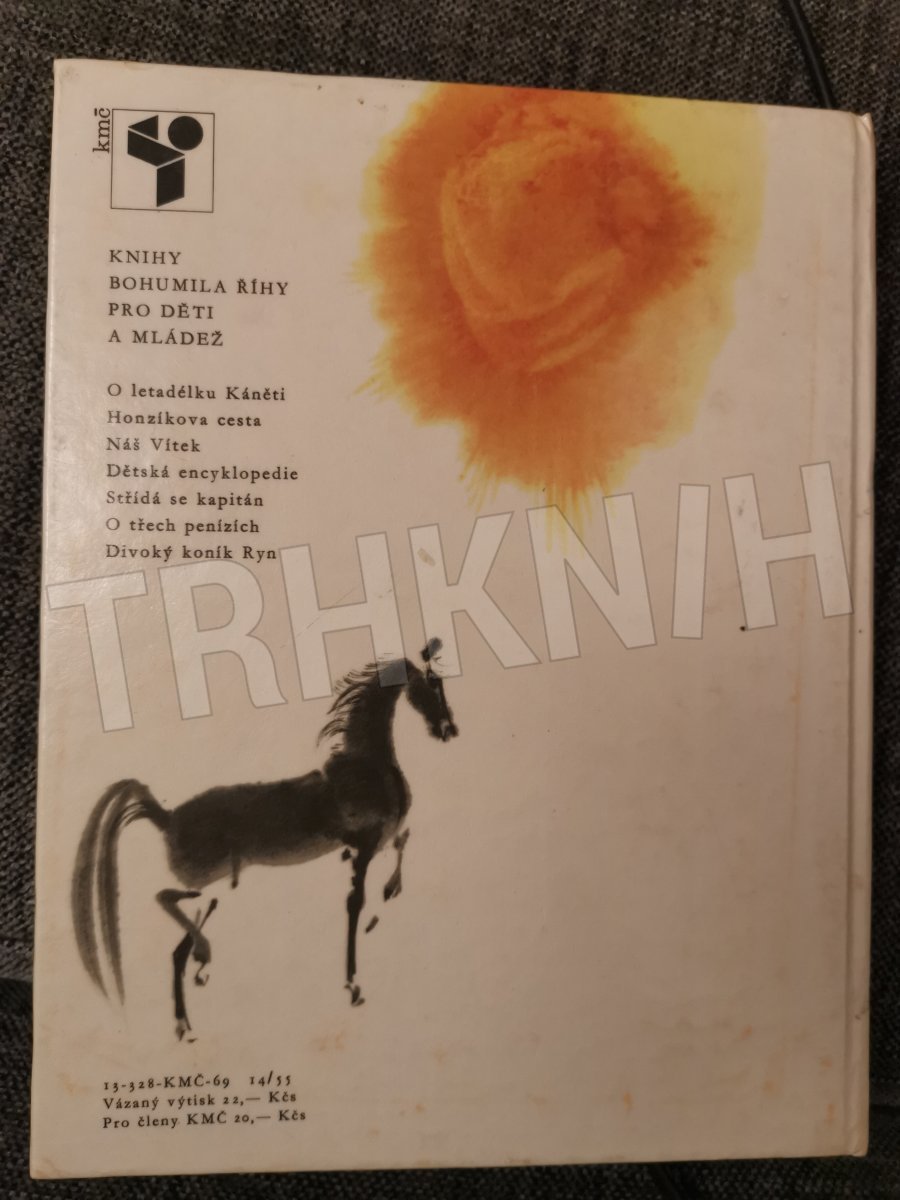 kmč
KNIHY
BOHUMILA ŘÍHY
PRO DĚTI
A MLÁDEŽ
O letadélku Káněti
Honzíkova cesta
Náš Vítek
Dětská encyklopedie
Střídá se kapitán
O třech penízích
Divoký koník Ryn
TRHKNIH
13-328-KMČ-69 14/55
Vázaný výtisk 22,— Kčs
Pro členy KMČ 20,— Kčs